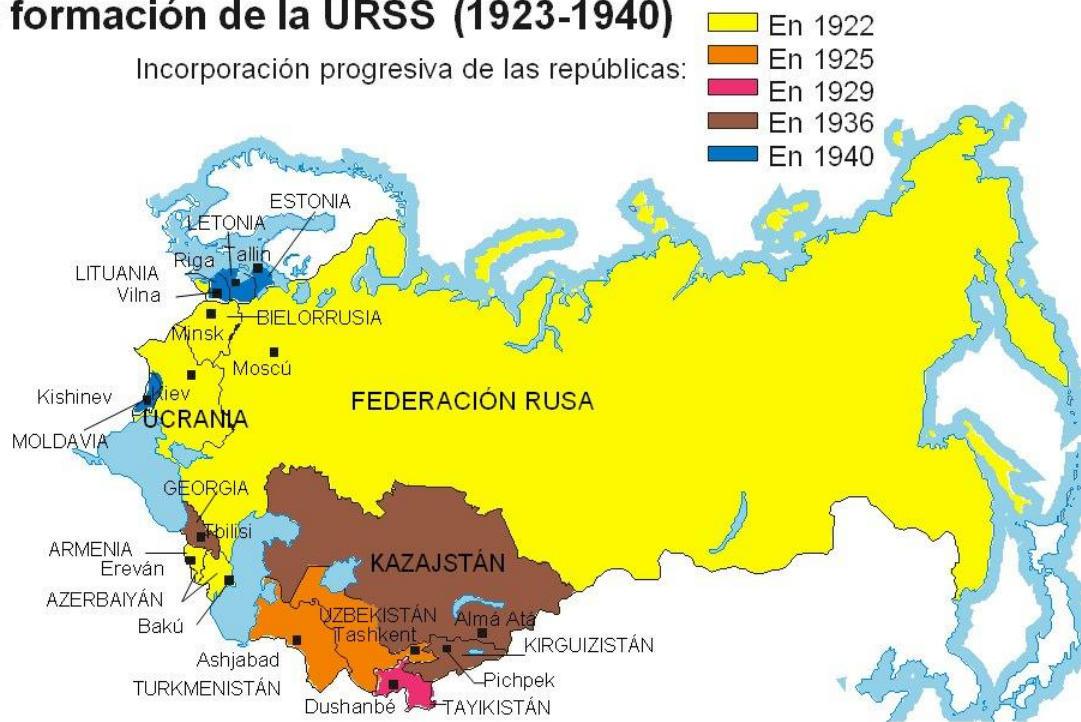 formación de la URSS (1923-1940)
Incorporación progresiva de las repúblicas:
En 1922
En 1925
En 1929
En 1936
En 1940
ESTONIA
LETONIA
Riga
Tallin
LITUANIA
Vilna
BIELORRUSIA
Minsk
Moscú
Kishinev
Kiev
FEDERACIÓN RUSA
UCRANIA
MOLDAVIA
GEORGIA
Tbilisi
ARMENIA
Ereván
KAZAJSTÁN
AZERBAIYÁN
Bakú
UZBEKISTÁN
Almá Atá
Tashkent
KIRGUIZISTÁN
Ashjabad
Pichpek
TURKMENISTÁN
Dushanbé
TAYIKISTÁN